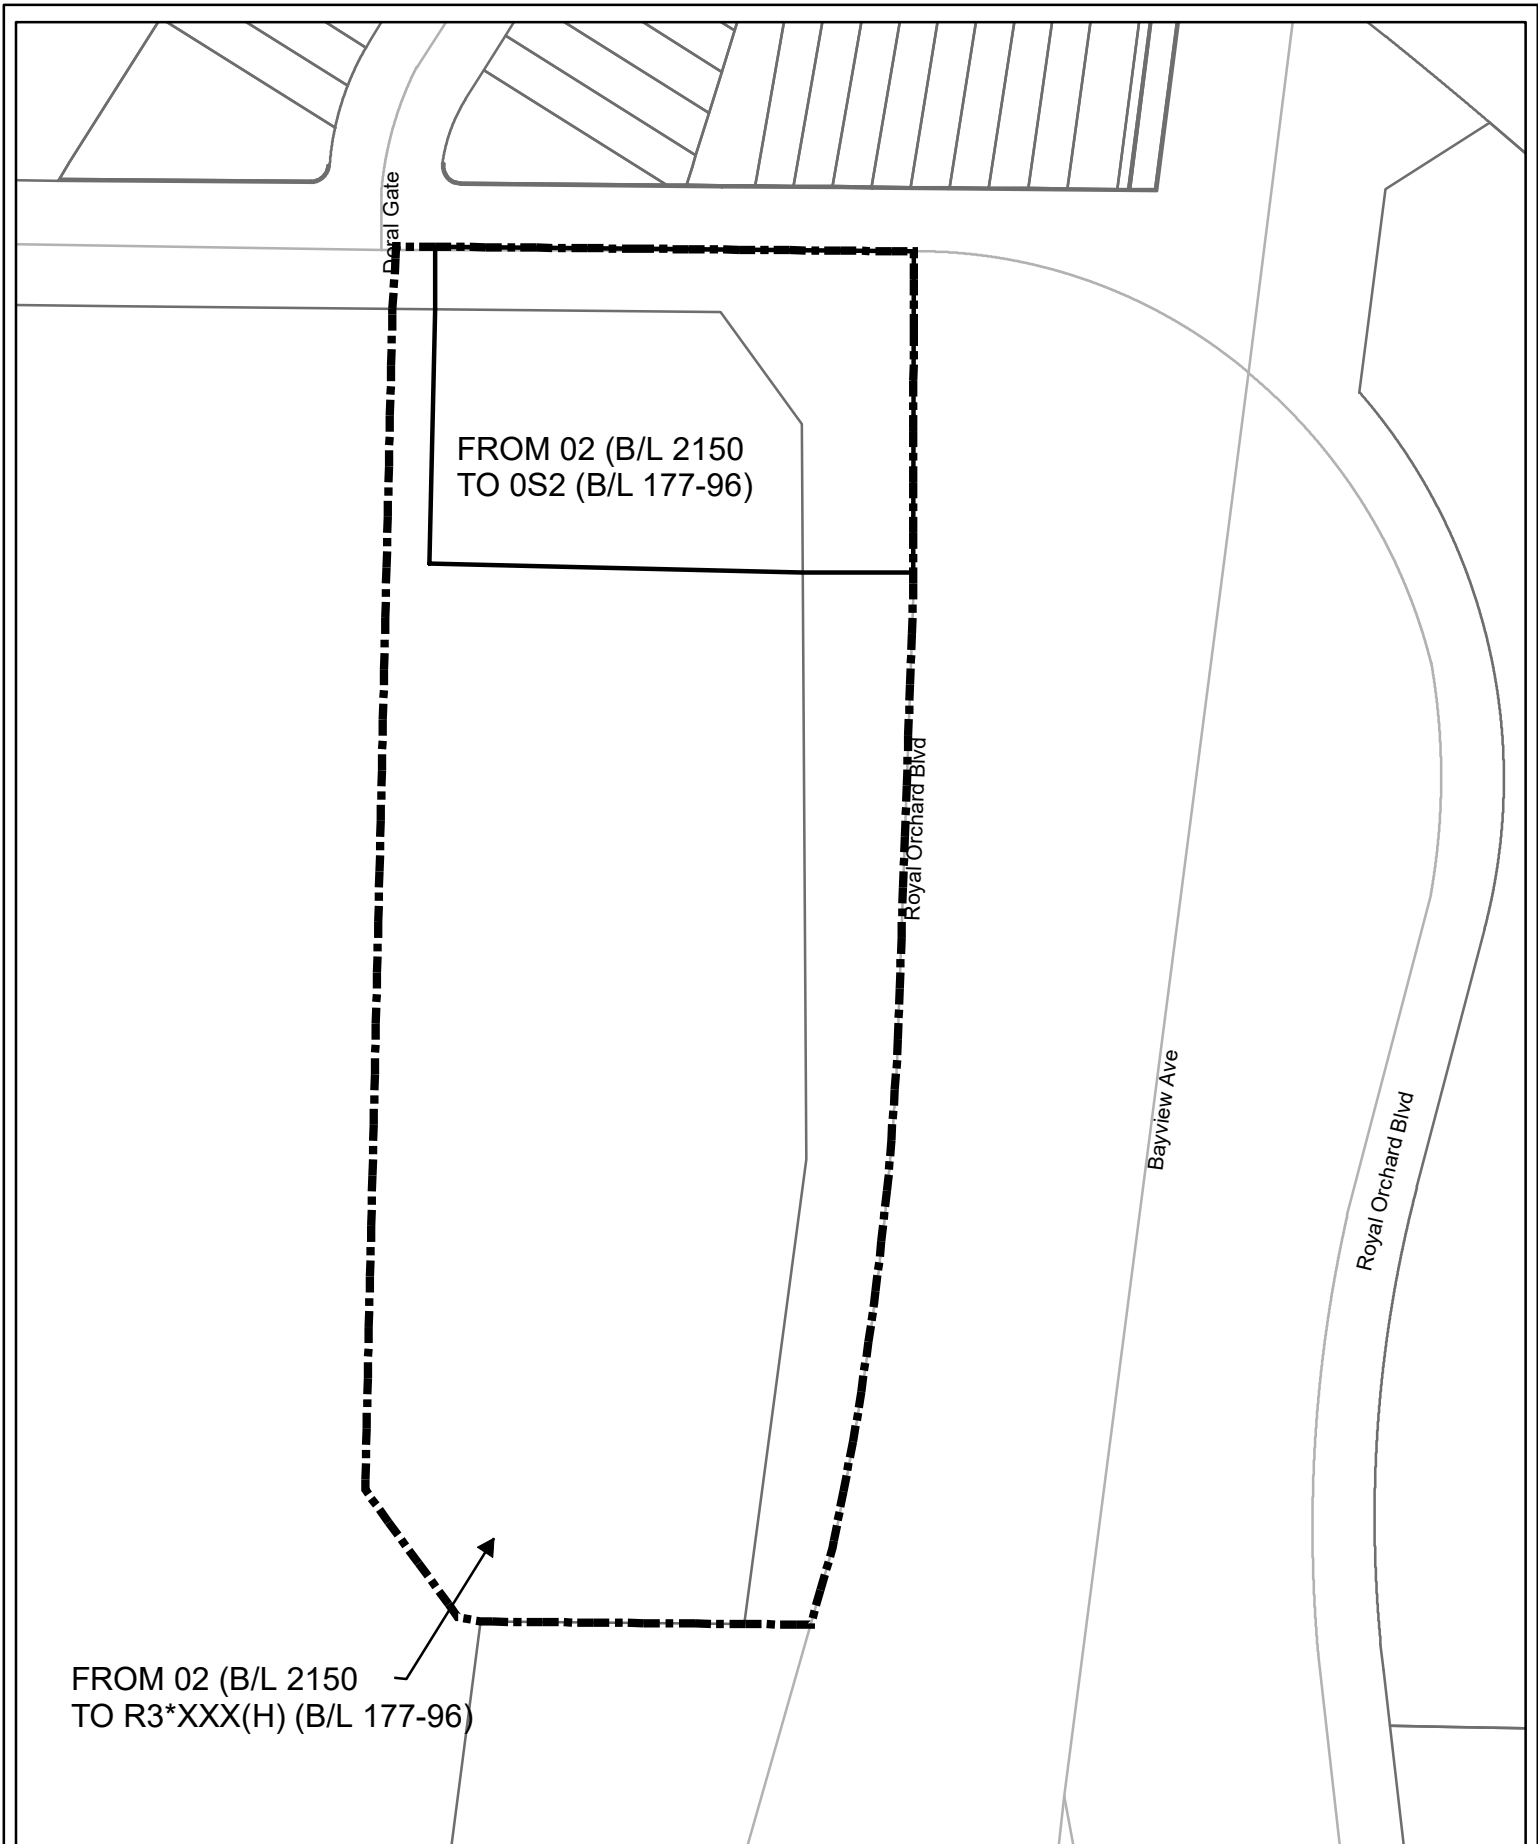 Doral Gate
FROM 02 (B/L 2150
TO 0S2 (B/L 177-96)
Royal Orchard Blvd
Bayview Ave
Royal Orchard Blvd
FROM 02 (B/L 2150
TO R3*XXX(H) (B/L 177-96)